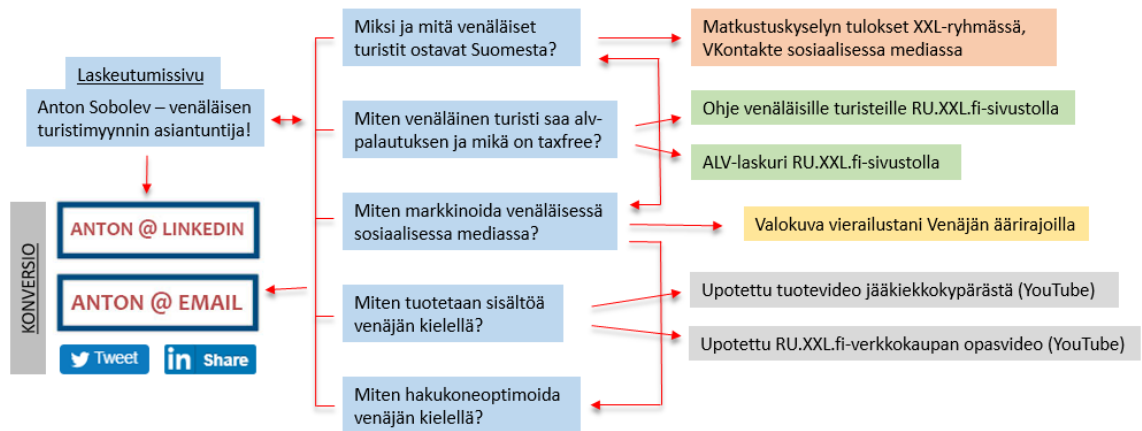 Laskeutumissivu
Anton Sobolev – venäläisen
turistimyynnin asiantuntija!
KONVERSIO
ANTON @ LINKEDIN
ANTON @ EMAIL
Tweet
in Share
Miksi ja mitä venäläiset
turistit ostavat Suomesta?
Miten venäläinen turisti saa alv-
palautuksen ja mikä on taxfree?
Miten markkinoida venäläisessä
sosiaalisessa mediassa?
Miten tuotetaan sisältöä
venäjän kielellä?
Miten hakukoneoptimoida
venäjän kielellä?
Matkustuskyselyn tulokset XXL-ryhmässä,
VKontakte sosiaalisessa mediassa
Ohje venäläisille turisteille RU.XXL.fi-sivustolla
ALV-laskuri RU.XXL.fi-sivustolla
Valokuva vierailustani Venäjän äärirajoilla
Upotettu tuotevideo jääkiekkokypärästä (YouTube)
Upotettu RU.XXL.fi-verkkokaupan opasvideo (YouTube)